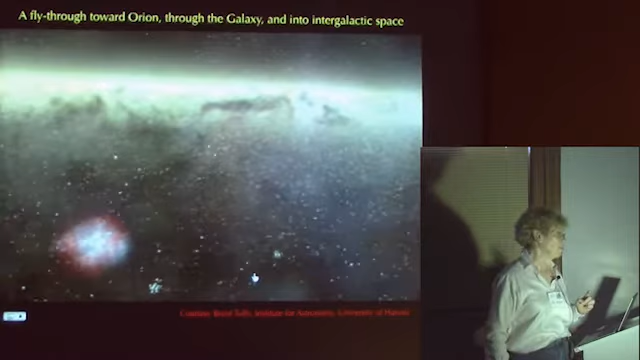 A fly-through toward Orion, through the Galaxy, and into intergalactic space
Courtesy Brent Tully, Institute for Astronomy, University of Hawaii